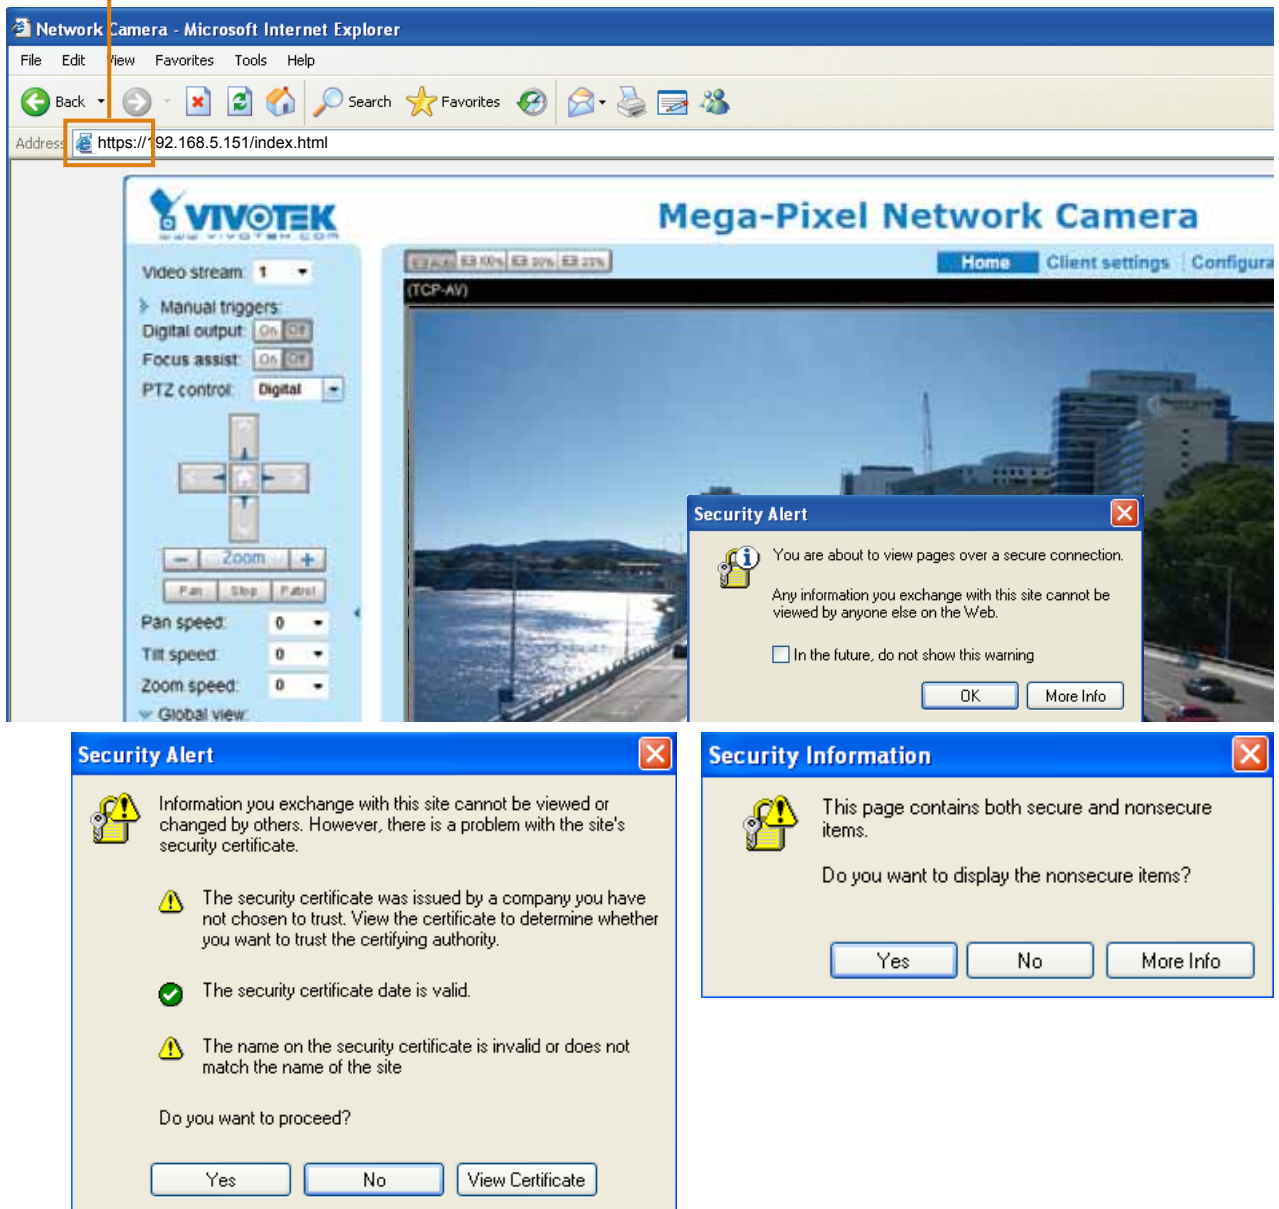 Network Camera - Microsoft Internet Explorer
File Edit View Favorites Tools Help
Back Search Favorites
Address https://192.168.5.151/index.html
VIVOTEK
WWW.VIVOTEK.COM
Mega-Pixel Network Camera
Auto 100% 50% 25%
Home Client settings Configura
(TCP-AV)
Video stream: 1
Manual triggers:
Digital output: On Off
Focus assist: On Off
PTZ control: Digital
− Zoom +
Pan Stop Patrol
Pan speed: 0
Tilt speed: 0
Zoom speed: 0
Global view:
Security Alert
You are about to view pages over a secure connection.
Any information you exchange with this site cannot be
viewed by anyone else on the Web.
In the future, do not show this warning
OK More Info
Security Alert
Information you exchange with this site cannot be viewed or
changed by others. However, there is a problem with the site's
security certificate.
The security certificate was issued by a company you have
not chosen to trust. View the certificate to determine whether
you want to trust the certifying authority.
The security certificate date is valid.
The name on the security certificate is invalid or does not
match the name of the site
Do you want to proceed?
Yes No View Certificate
Security Information
This page contains both secure and nonsecure
items.
Do you want to display the nonsecure items?
Yes No More Info